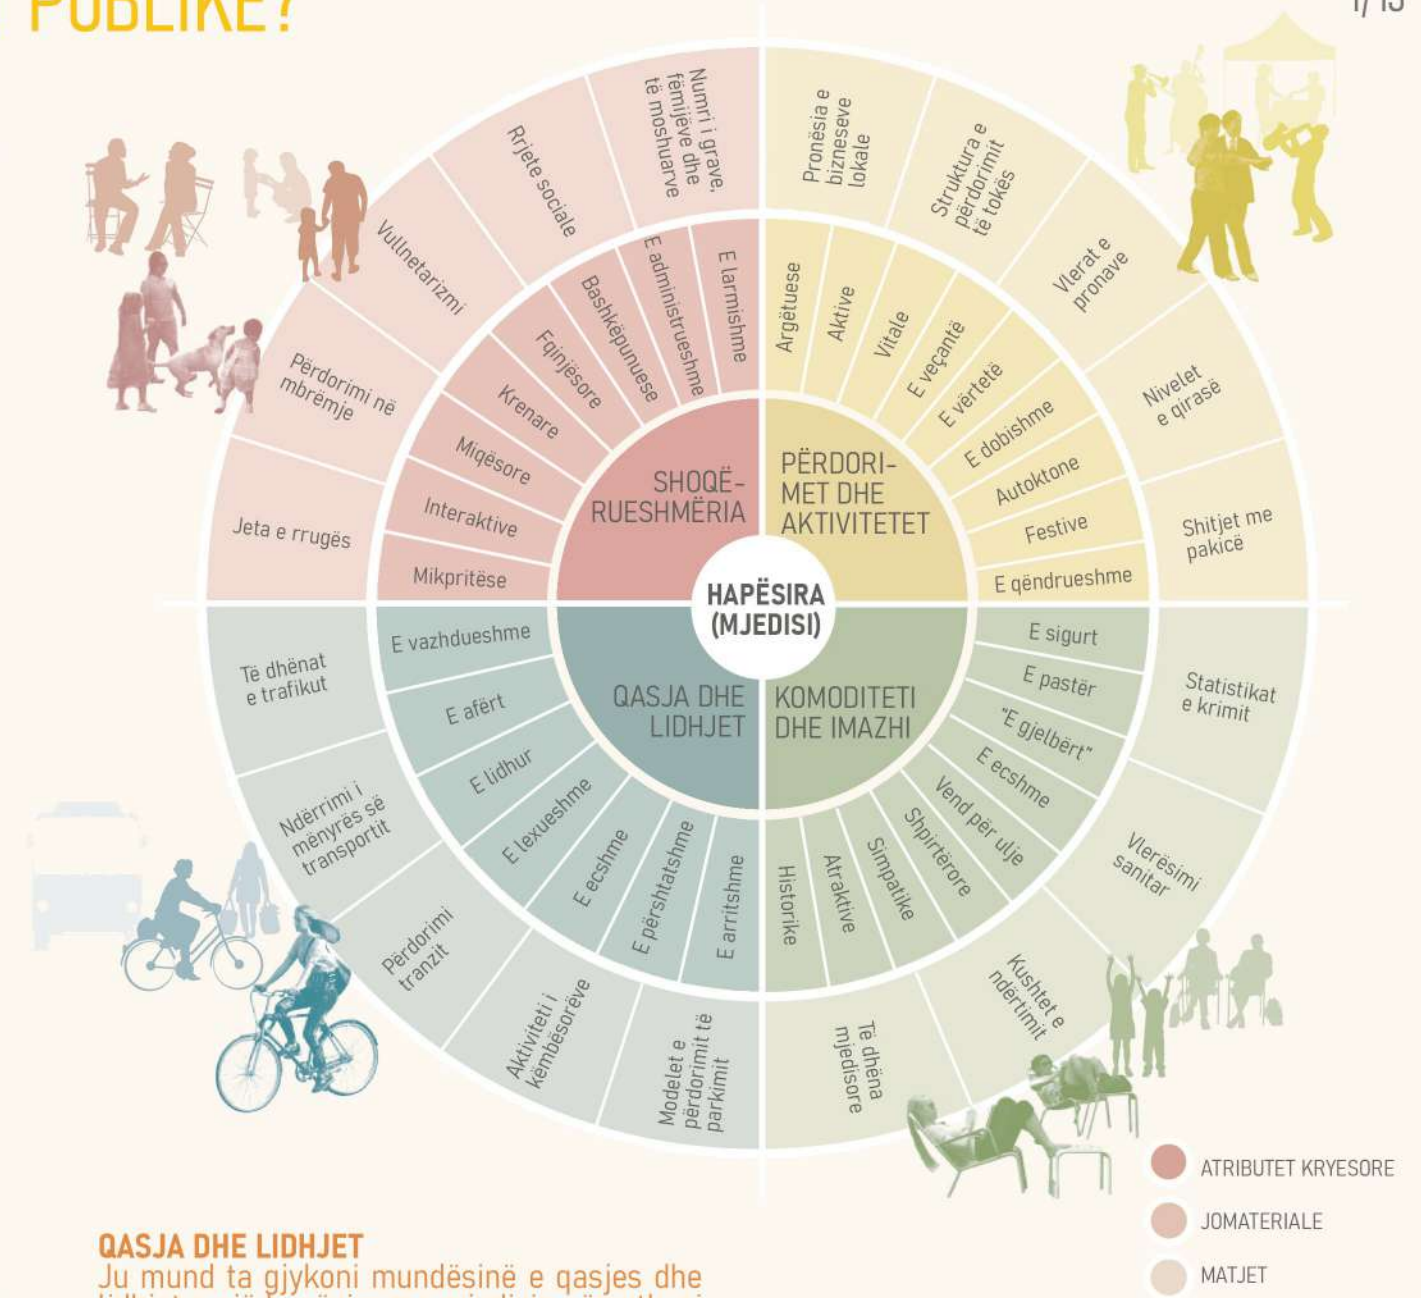 PUBLIKE?
1/15
Numri i grave,
fëmijëve dhe
të moshuarve
Rrjete sociale
Vullnetarizmi
Përdorimi në
mbrëmje
Jeta e rrugës
E larmishme
E administrueshme
Bashkëpunuese
Fqinjësore
Krenare
Miqësore
Interaktive
Mikpritëse
SHOQË-
RUESHMËRIA
Pronësia e
bizneseve
lokale
Struktura e
përdorimit
të tokës
Vlerat e
pronave
Nivelet
e qirasë
Shitjet me
pakicë
Argëtuese
Aktive
Vitale
E veçantë
E vërtetë
E dobishme
Autoktone
Festive
E qëndrueshme
PËRDORI-
MET DHE
AKTIVITETET
HAPËSIRA
(MJEDISI)
QASJA DHE
LIDHJET
E vazhdueshme
E afërt
E lidhur
E lexueshme
E ecshme
E përshtatshme
E arritshme
Të dhënat
e trafikut
Ndërrimi i
mënyrës së
transportit
Përdorimi
tranzit
Aktiviteti i
këmbësorëve
Modelet e
përdorimit të
parkimit
KOMODITETI
DHE IMAZHI
E sigurt
E pastër
"E gjelbërt"
E ecshme
Vend për ulje
Shpirtërore
Simpatike
Atraktive
Historike
Statistikat
e krimit
Vlerësimi
sanitar
Kushtet e
ndërtimit
Të dhëna
mjedisore
ATRIBUTET KRYESORE
JOMATERIALE
MATJET
QASJA DHE LIDHJET
Ju mund ta gjykoni mundësinë e qasjes dhe